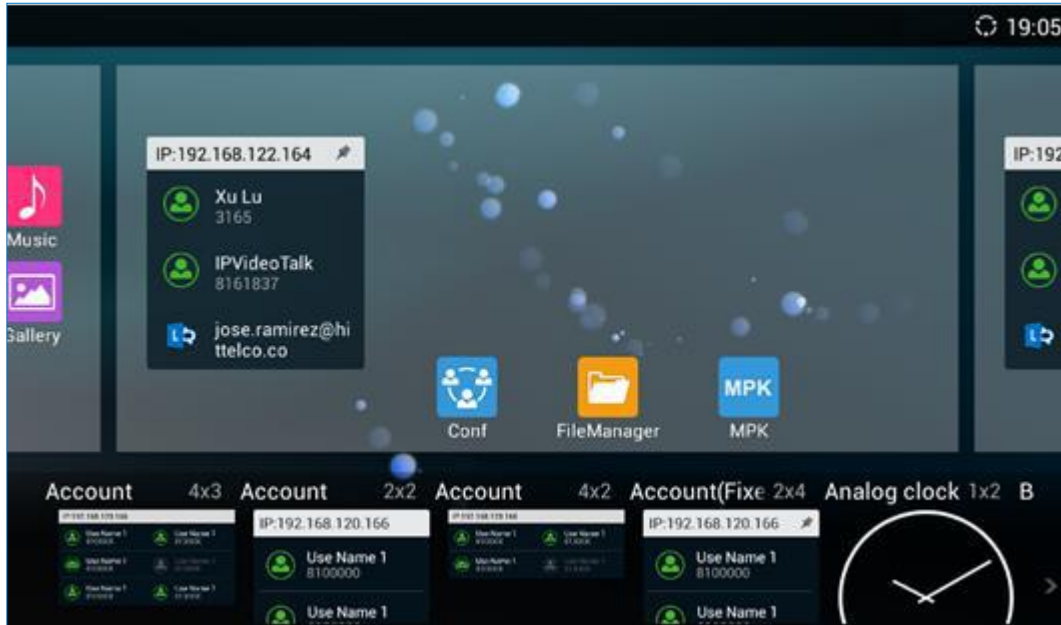 19:05
IP:192.168.122.164
IP:192
Xu Lu
3165
Music
IPVideoTalk
8161837
Gallery
jose.ramirez@hi
ttelco.co
MPK
Conf
FileManager
MPK
Account 4x3
Account 2x2
Account 4x2
Account(Fixe 2x4
Analog clock 1x2
B
IP:192.168.120.166
Use Name 1
8100000
Use Name 1
IP:192.168.120.166
Use Name 1
8100000
Use Name 1